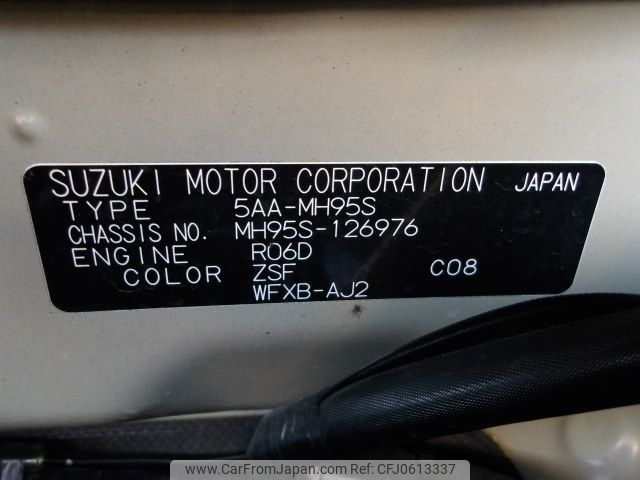 SUZUKI MOTOR CORPORATION JAPAN
TYPE 5AA-MH95S
CHASSIS NO. MH95S-126976
ENGINE R06D
COLOR ZSF C08
WFXB-AJ2
www.CarFromJapan.com | Ref No.CFJ0613337